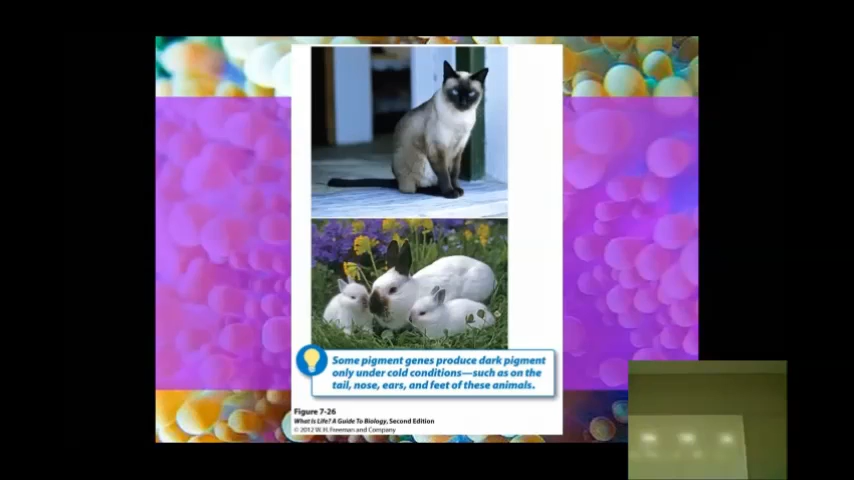 Some pigment genes produce dark pigment
only under cold conditions—such as on the
tail, nose, ears, and feet of these animals.
Figure 7-26
What Is Life? A Guide To Biology, Second Edition
© 2012 W. H. Freeman and Company